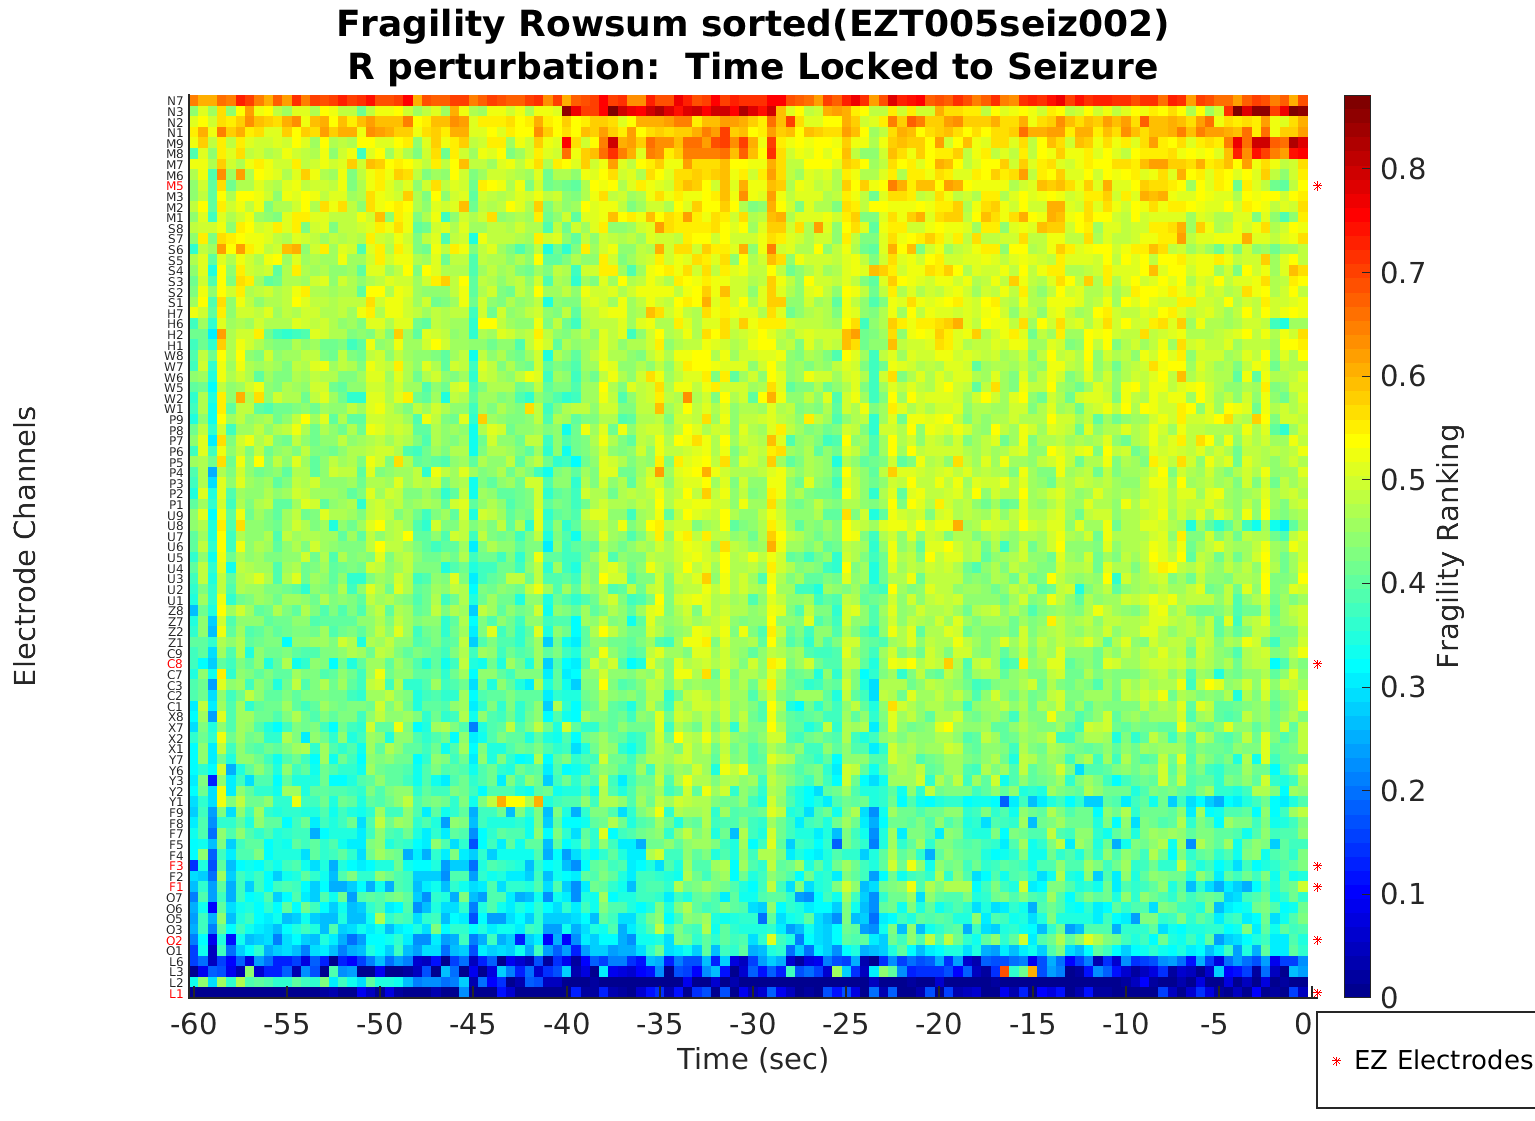 Fragility Rowsum sorted(EZT005seiz002)
R perturbation:  Time Locked to Seizure
Electrode Channels
N7
N3
N2
N1
M9
M8
M7
M6
M5
M3
M2
M1
S8
S7
S6
S5
S4
S3
S2
S1
H7
H6
H2
H1
W8
W7
W6
W5
W2
W1
P9
P8
P7
P6
P5
P4
P3
P2
P1
U9
U8
U7
U6
U5
U4
U3
U2
U1
Z8
Z7
Z2
Z1
C9
C8
C7
C3
C2
C1
X8
X7
X2
X1
Y7
Y6
Y3
Y2
Y1
F9
F8
F7
F5
F4
F3
F2
F1
O7
O6
O5
O3
O2
O1
L6
L3
L2
L1
-60 -55 -50 -45 -40 -35 -30 -25 -20 -15 -10 -5 0
Time (sec)
0.8
0.7
0.6
0.5
0.4
0.3
0.2
0.1
0
Fragility Ranking
EZ Electrodes